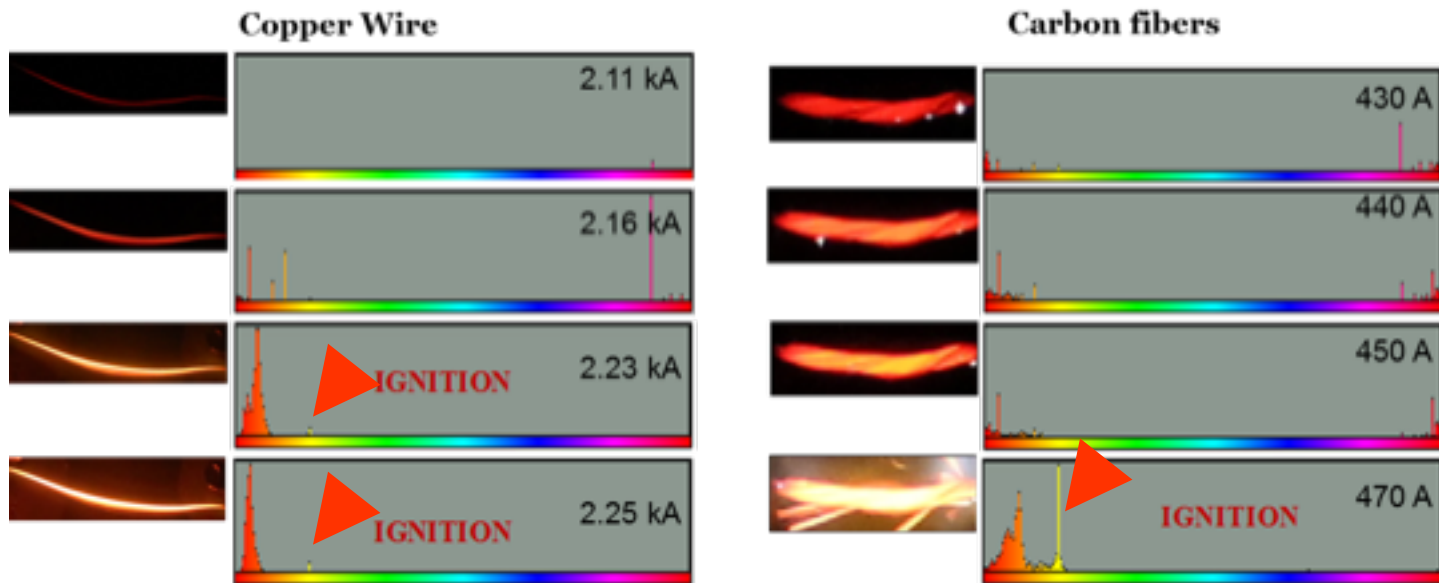 Copper Wire
2.11 kA
2.16 kA
IGNITION
2.23 kA
IGNITION
2.25 kA
Carbon fibers
430 A
440 A
450 A
IGNITION
470 A